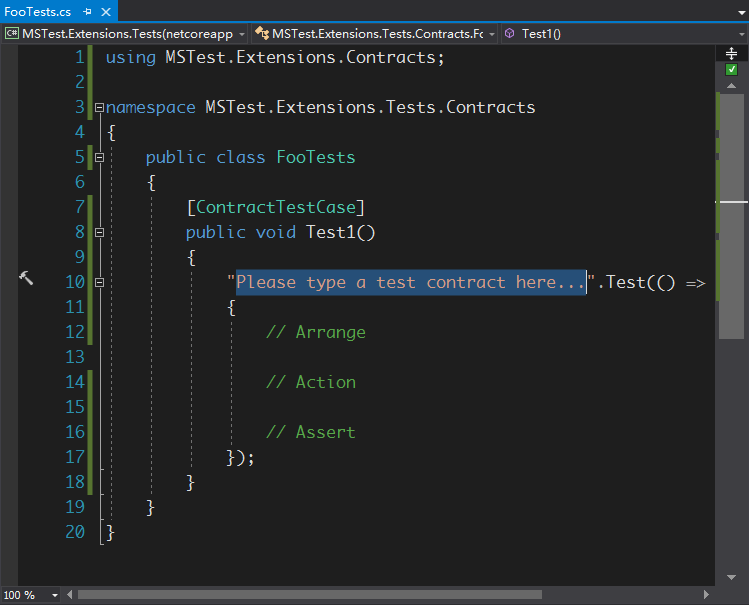 FooTests.cs
C# MSTest.Extensions.Tests(netcoreapp
MSTest.Extensions.Tests.Contracts.Fc
Test1()
1 using MSTest.Extensions.Contracts;
2
3 namespace MSTest.Extensions.Tests.Contracts
4 {
5 public class FooTests
6 {
7 [ContractTestCase]
8 public void Test1()
9 {
10 "Please type a test contract here...".Test(() =>
11 {
12 // Arrange
13
14 // Action
15
16 // Assert
17 });
18 }
19 }
20 }
100 %